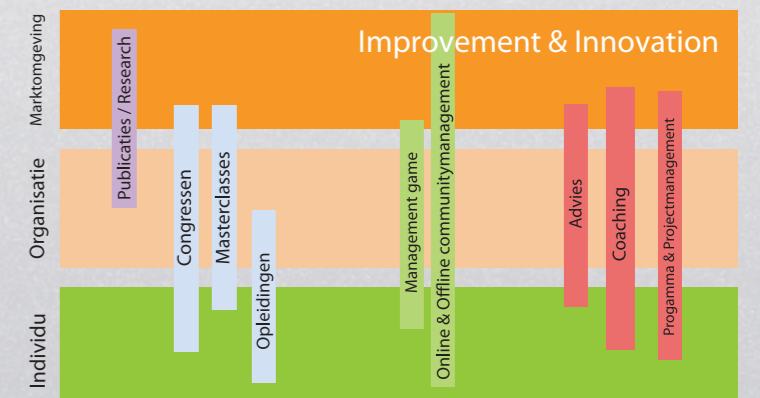 Improvement & Innovation
Marktomgeving
Organisatie
Individu
Publicaties / Research
Congressen
Masterclasses
Opleidingen
Management game
Online & Offline communitymanagement
Advies
Coaching
Progamma & Projectmanagement